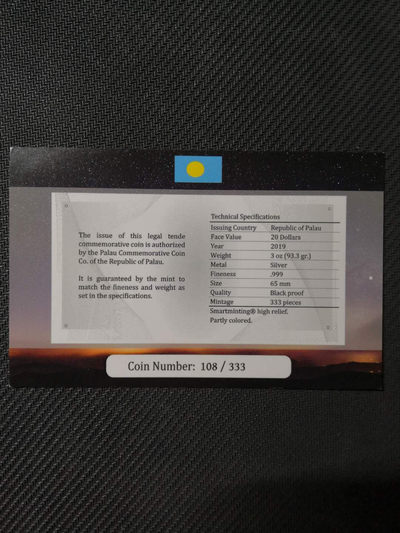 The issue of this legal tende
commemorative coin is authorized
by the Palau Commemorative Coin
Co. of the Republic of Palau.
It is guaranteed by the mint to
match the fineness and weight as
set in the specifications.
Technical Specifications
Issuing Country Republic of Palau
Face Value 20 Dollars
Year 2019
Weight 3 oz (93.3 gr.)
Metal Silver
Fineness .999
Size 65 mm
Quality Black proof
Mintage 333 pieces
Smartminting® high relief.
Partly colored.
Coin Number: 108 / 333